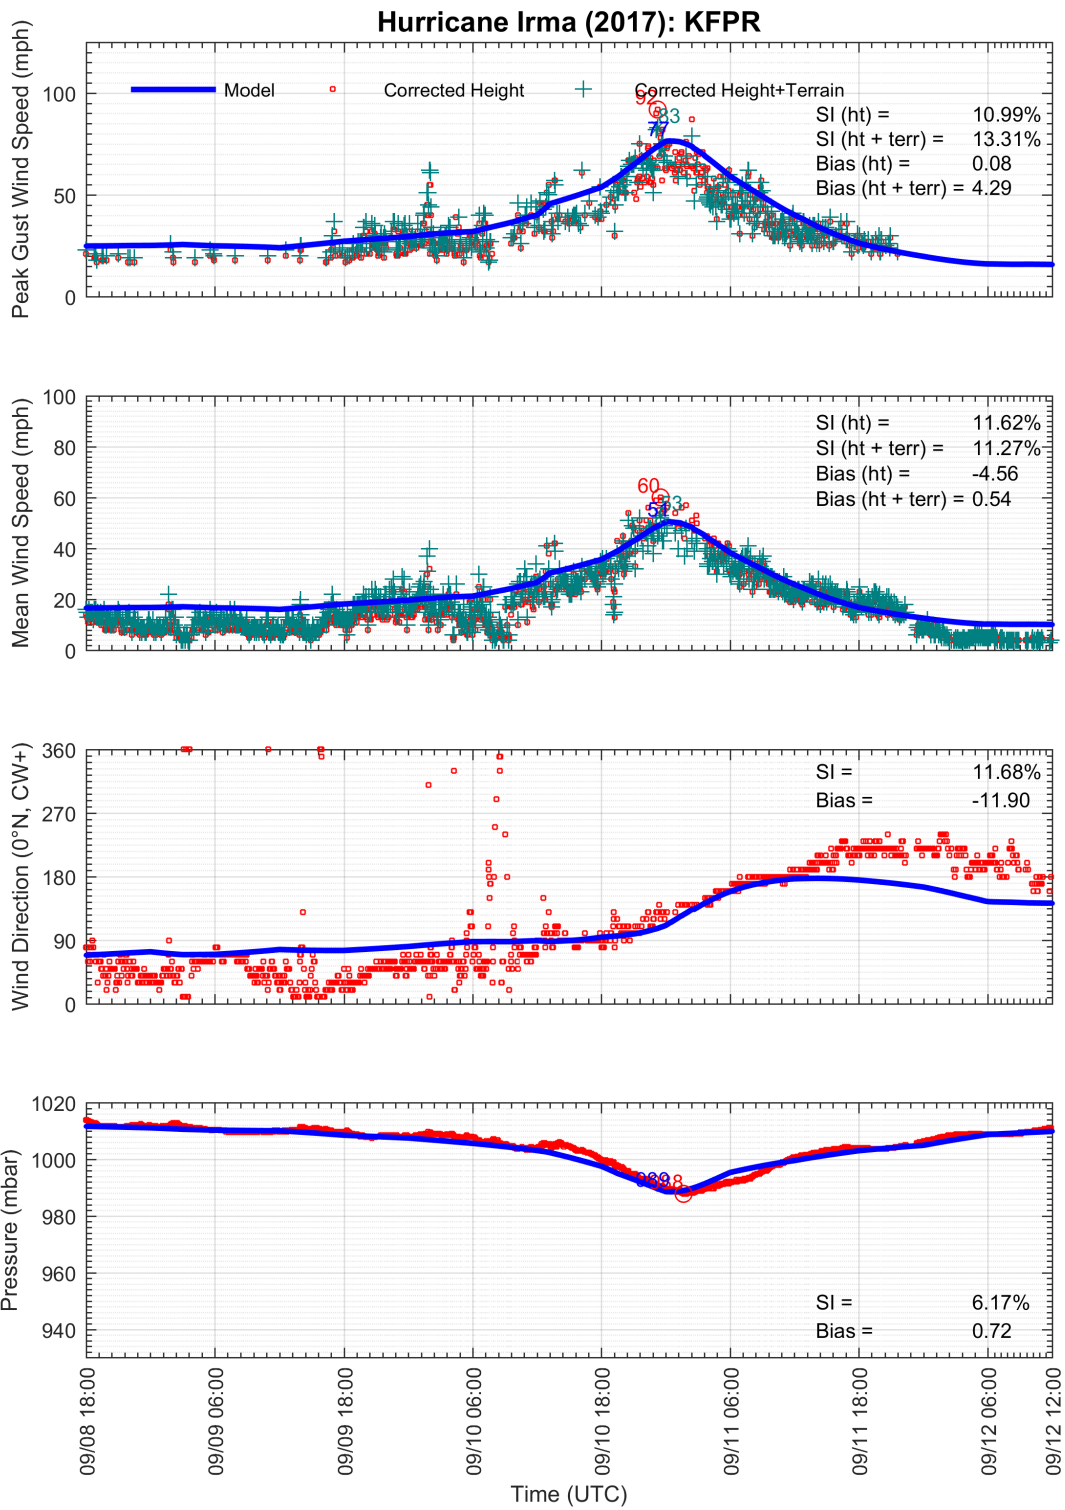 Hurricane Irma (2017): KFPR
Peak Gust Wind Speed (mph)
100
50
0
Model
Corrected Height
Corrected Height+Terrain
92
83
77
SI (ht) = 10.99%
SI (ht + terr) = 13.31%
Bias (ht) = 0.08
Bias (ht + terr) = 4.29
Mean Wind Speed (mph)
100
80
60
40
20
0
60
53
51
SI (ht) = 11.62%
SI (ht + terr) = 11.27%
Bias (ht) = -4.56
Bias (ht + terr) = 0.54
Wind Direction (0°N, CW+)
360
270
180
90
0
SI = 11.68%
Bias = -11.90
Pressure (mbar)
1020
1000
980
960
940
SI = 6.17%
Bias = 0.72
09/08 18:00
09/09 06:00
09/09 18:00
09/10 06:00
09/10 18:00
09/11 06:00
09/11 18:00
09/12 06:00
09/12 12:00
Time (UTC)